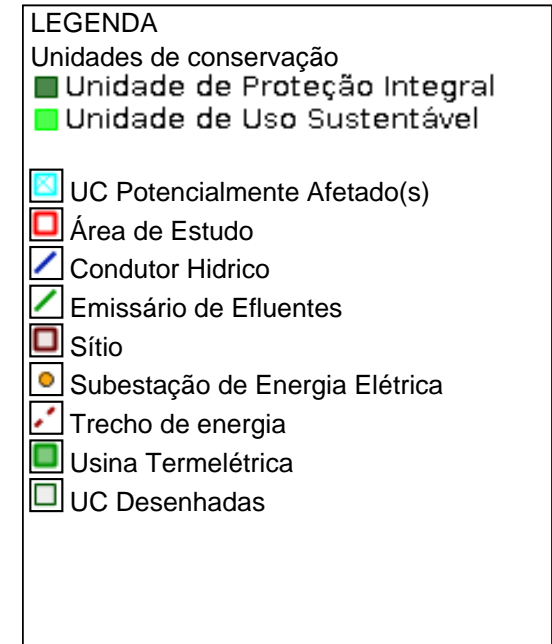 LEGENDA
Unidades de conservação
Unidade de Proteção Integral
Unidade de Uso Sustentável
UC Potencialmente Afetado(s)
Área de Estudo
Condutor Hidrico
Emissário de Efluentes
Sítio
Subestação de Energia Elétrica
Trecho de energia
Usina Termelétrica
UC Desenhadas